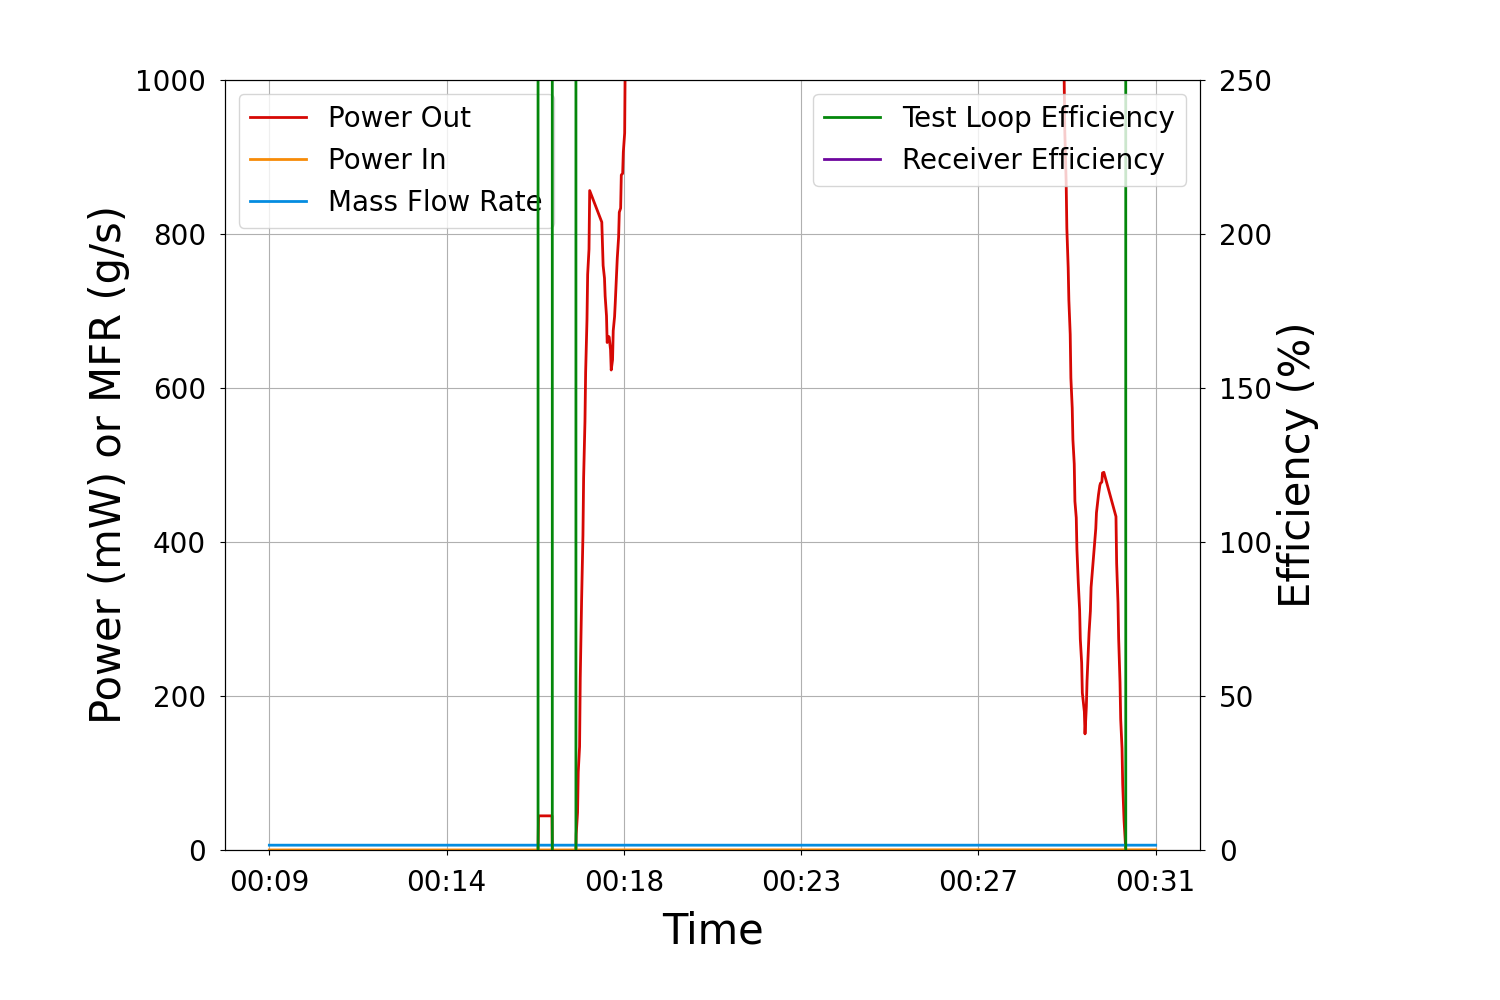 Power Out
Power In
Mass Flow Rate
Test Loop Efficiency
Receiver Efficiency
Power (mW) or MFR (g/s)
1000
800
600
400
200
0
250
200
150
100
50
0
Efficiency (%)
00:09 00:14 00:18 00:23 00:27 00:31
Time